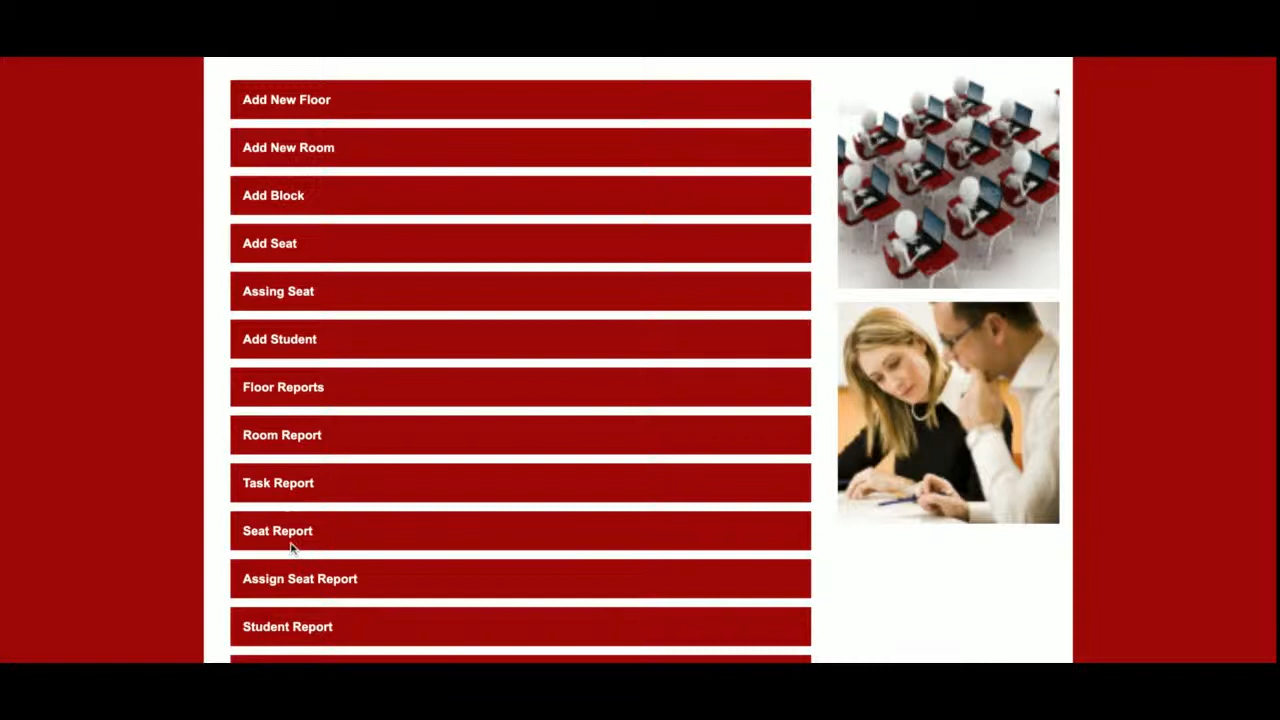 Add New Floor
Add New Room
Add Block
Add Seat
Assing Seat
Add Student
Floor Reports
Room Report
Task Report
Seat Report
Assign Seat Report
Student Report